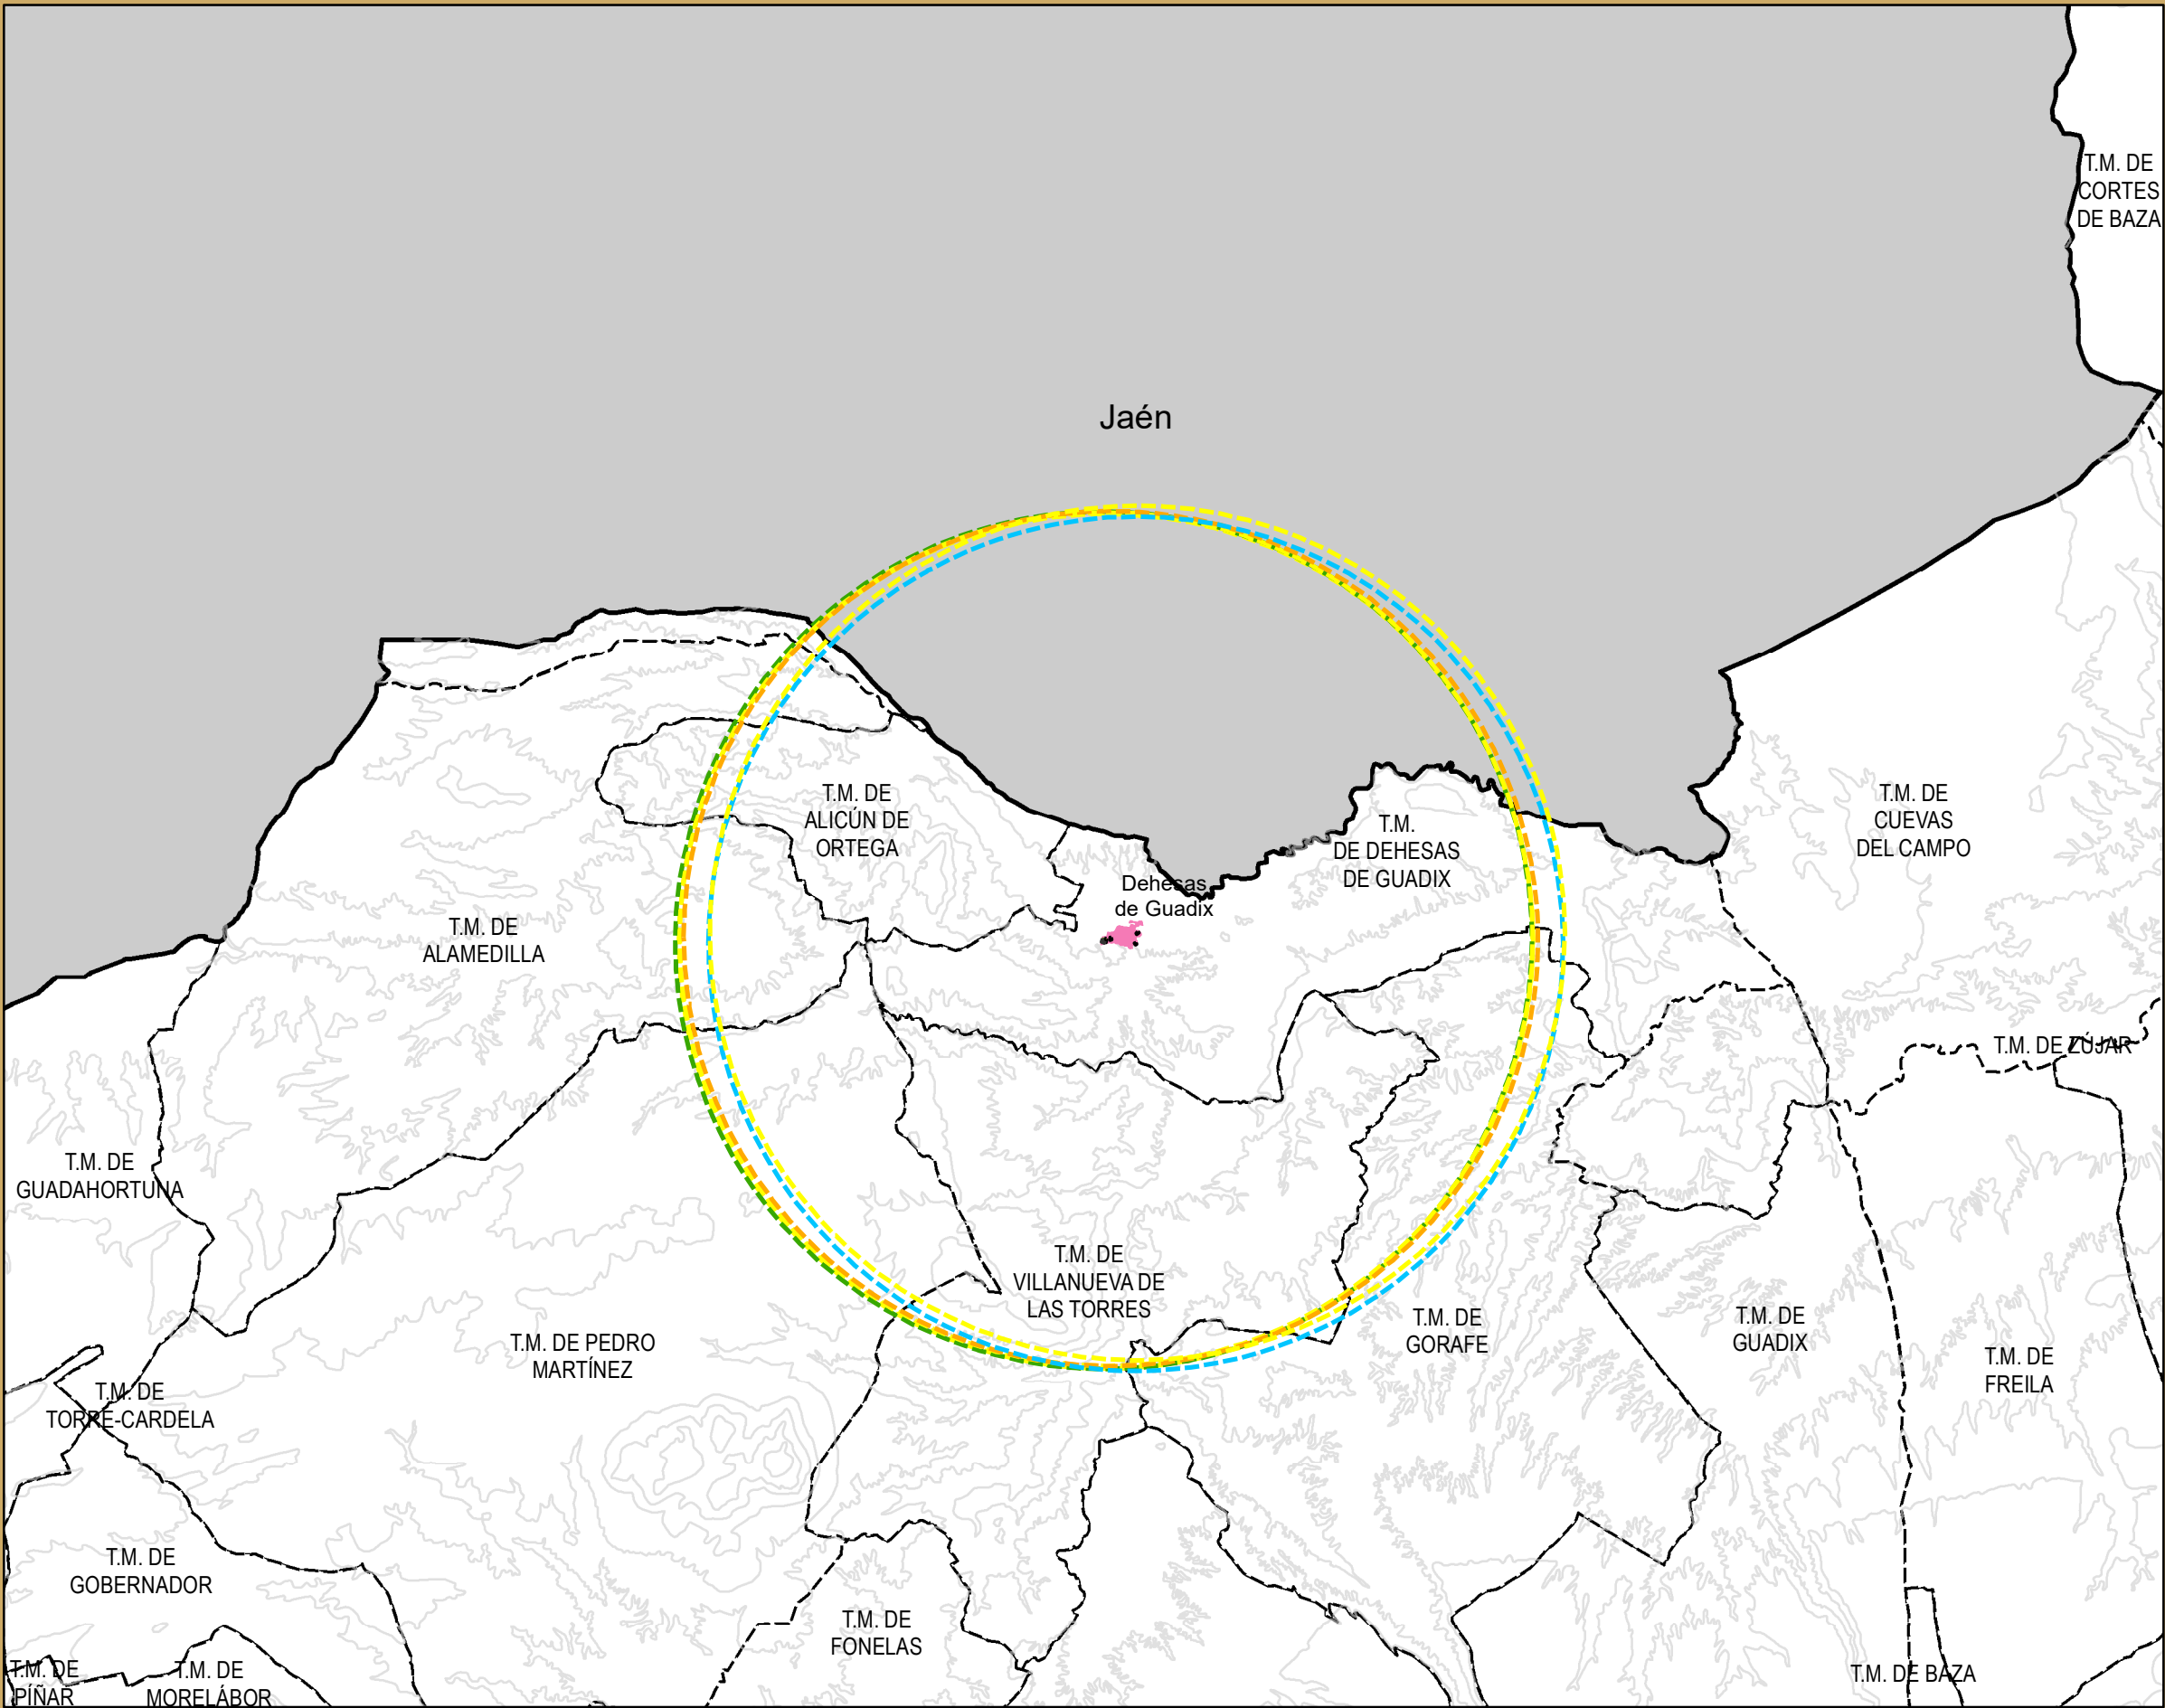 T.M. DE
CORTES
DE BAZA
Jaén
T.M. DE
ALICÚN DE
ORTEGA
T.M.
DE DEHESAS
DE GUADIX
T.M. DE
CUEVAS
DEL CAMPO
Dehesas
de Guadix
T.M. DE
ALAMEDILLA
T.M. DE ZÚJAR
T.M. DE
GUADAHORTUNA
T.M. DE
VILLANUEVA DE
LAS TORRES
T.M. DE PEDRO
MARTÍNEZ
T.M. DE
GORAFE
T.M. DE
GUADIX
T.M. DE
FREILA
T.M. DE
TORRE-CARDELA
T.M. DE
GOBERNADOR
T.M. DE
FONELAS
T.M. DE
PÍÑAR
T.M. DE
MORELÁBOR
T.M. DE BAZA